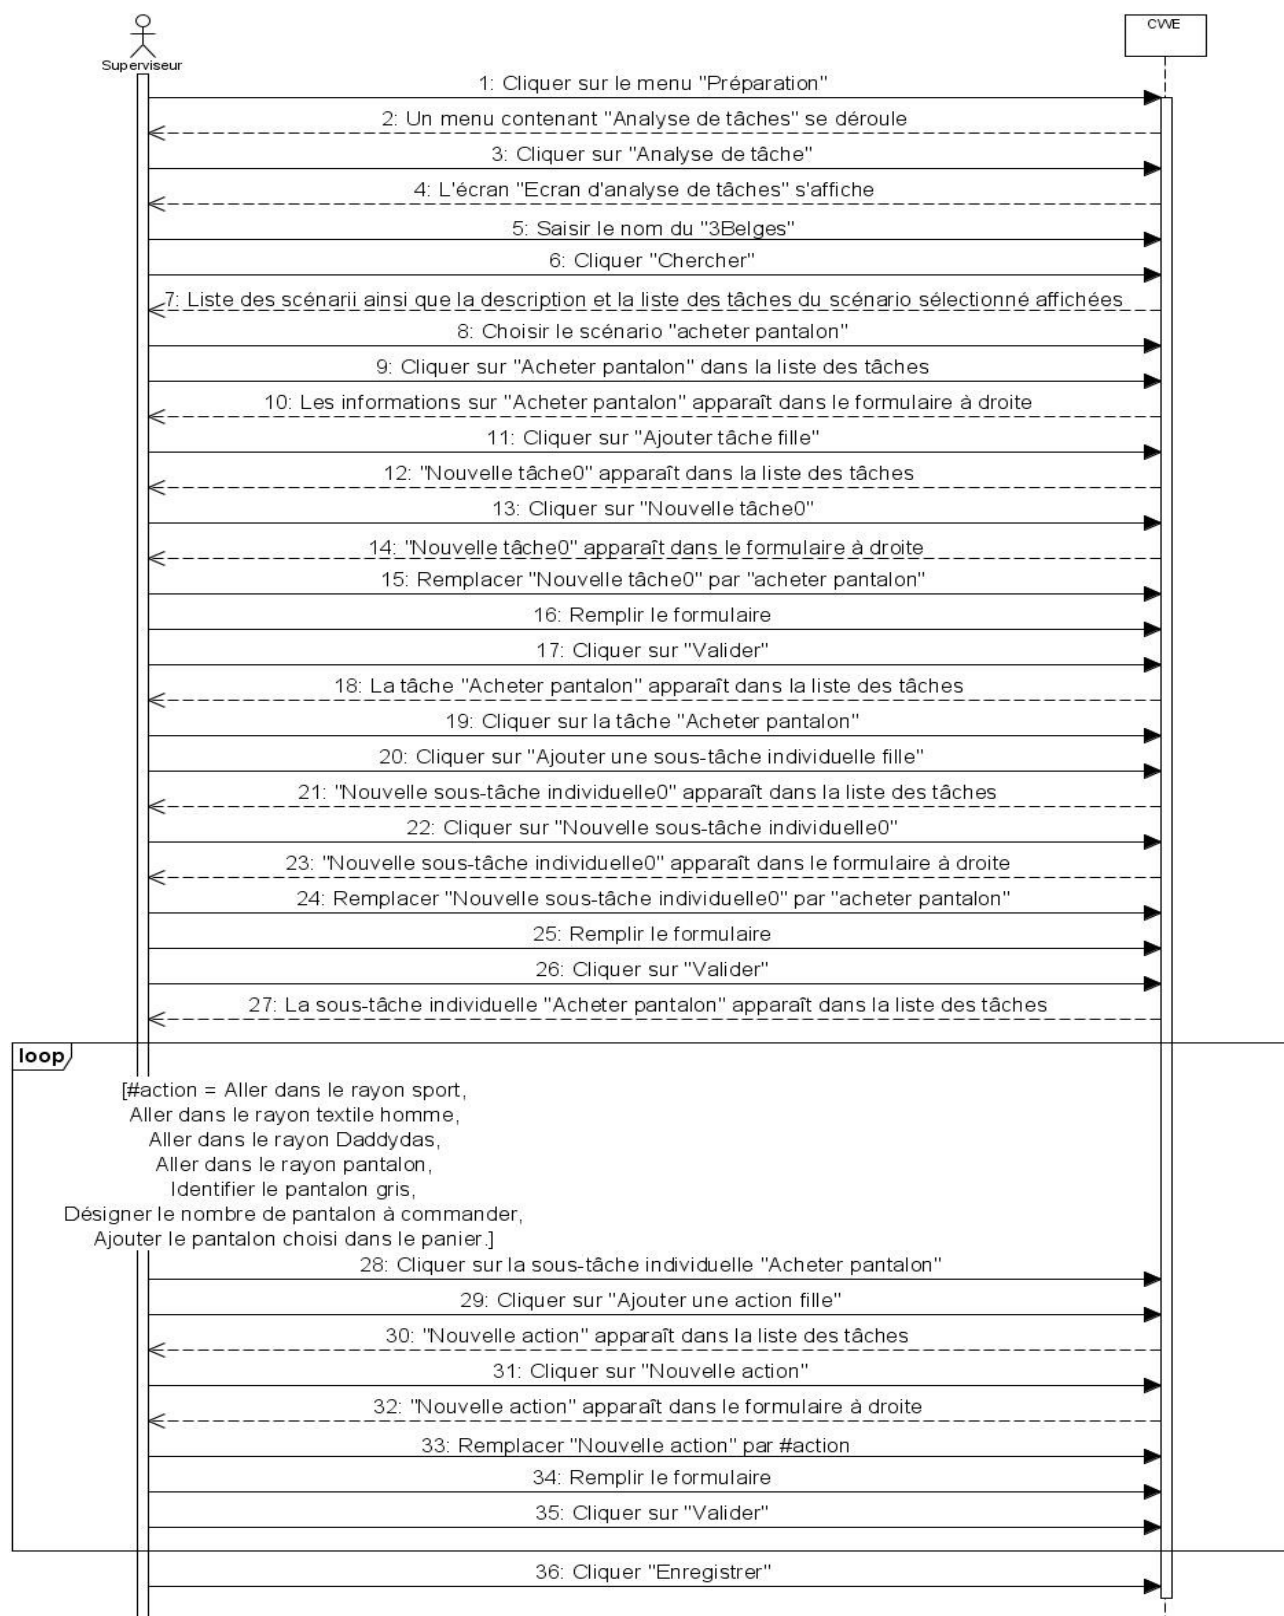 Superviseur
CWE
1: Cliquer sur le menu "Préparation"
2: Un menu contenant "Analyse de tâches" se déroule
3: Cliquer sur "Analyse de tâche"
4: L'écran "Ecran d'analyse de tâches" s'affiche
5: Saisir le nom du "3Belges"
6: Cliquer "Chercher"
7: Liste des scénarii ainsi que la description et la liste des tâches du scénario sélectionné affichées
8: Choisir le scénario "acheter pantalon"
9: Cliquer sur "Acheter pantalon" dans la liste des tâches
10: Les informations sur "Acheter pantalon" apparaît dans le formulaire à droite
11: Cliquer sur "Ajouter tâche fille"
12: "Nouvelle tâche0" apparaît dans la liste des tâches
13: Cliquer sur "Nouvelle tâche0"
14: "Nouvelle tâche0" apparaît dans le formulaire à droite
15: Remplacer "Nouvelle tâche0" par "acheter pantalon"
16: Remplir le formulaire
17: Cliquer sur "Valider"
18: La tâche "Acheter pantalon" apparaît dans la liste des tâches
19: Cliquer sur la tâche "Acheter pantalon"
20: Cliquer sur "Ajouter une sous-tâche individuelle fille"
21: "Nouvelle sous-tâche individuelle0" apparaît dans la liste des tâches
22: Cliquer sur "Nouvelle sous-tâche individuelle0"
23: "Nouvelle sous-tâche individuelle0" apparaît dans le formulaire à droite
24: Remplacer "Nouvelle sous-tâche individuelle0" par "acheter pantalon"
25: Remplir le formulaire
26: Cliquer sur "Valider"
27: La sous-tâche individuelle "Acheter pantalon" apparaît dans la liste des tâches
loop
[#action = Aller dans le rayon sport,
Aller dans le rayon textile homme,
Aller dans le rayon Daddydas,
Aller dans le rayon pantalon,
Identifier le pantalon gris,
Désigner le nombre de pantalon à commander,
Ajouter le pantalon choisi dans le panier.]
28: Cliquer sur la sous-tâche individuelle "Acheter pantalon"
29: Cliquer sur "Ajouter une action fille"
30: "Nouvelle action" apparaît dans la liste des tâches
31: Cliquer sur "Nouvelle action"
32: "Nouvelle action" apparaît dans le formulaire à droite
33: Remplacer "Nouvelle action" par #action
34: Remplir le formulaire
35: Cliquer sur "Valider"
36: Cliquer "Enregistrer"